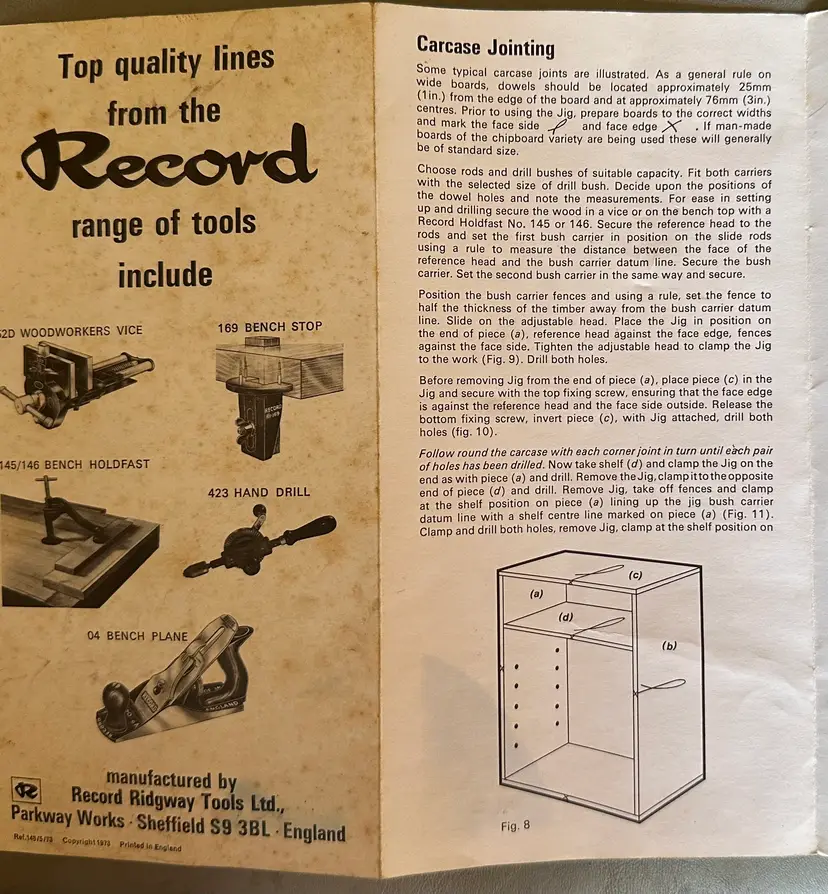 Top quality lines
from the
Record
range of tools
include
52D WOODWORKERS VICE
169 BENCH STOP
145/146 BENCH HOLDFAST
423 HAND DRILL
04 BENCH PLANE
manufactured by
Record Ridgway Tools Ltd.,
Parkway Works · Sheffield S9 3BL · England
Copyright 1973 Printed in England
Carcase Jointing
Some typical carcase joints are illustrated. As a general rule on
wide boards, dowels should be located approximately 25mm
(1in.) from the edge of the board and at approximately 76mm (3in.)
centres. Prior to using the Jig, prepare boards to the correct widths
and mark the face side and face edge . If man-made
boards of the chipboard variety are being used these will generally
be of standard size.
Choose rods and drill bushes of suitable capacity. Fit both carriers
with the selected size of drill bush. Decide upon the positions of
the dowel holes and note the measurements. For ease in setting
up and drilling secure the wood in a vice or on the bench top with a
Record Holdfast No. 145 or 146. Secure the reference head to the
rods and set the first bush carrier in position on the slide rods
using a rule to measure the distance between the face of the
reference head and the bush carrier datum line. Secure the bush
carrier. Set the second bush carrier in the same way and secure.
Position the bush carrier fences and using a rule, set the fence to
half the thickness of the timber away from the bush carrier datum
line. Slide on the adjustable head. Place the Jig in position on
the end of piece (a), reference head against the face edge, fences
against the face side. Tighten the adjustable head to clamp the Jig
to the work (Fig. 9). Drill both holes.
Before removing Jig from the end of piece (a), place piece (c) in the
Jig and secure with the top fixing screw, ensuring that the face edge
is against the reference head and the face side outside. Release the
bottom fixing screw, invert piece (c), with Jig attached, drill both
holes (fig. 10).
Follow round the carcase with each corner joint in turn until each pair
of holes has been drilled. Now take shelf (d) and clamp the Jig on the
end as with piece (a) and drill. Remove the Jig, clamp it to the opposite
end of piece (d) and drill. Remove Jig, take off fences and clamp
at the shelf position on piece (a) lining up the jig bush carrier
datum line with a shelf centre line marked on piece (a) (Fig. 11).
Clamp and drill both holes, remove Jig, clamp at the shelf position on
(c)
(a)
(d)
(b)
Fig. 8